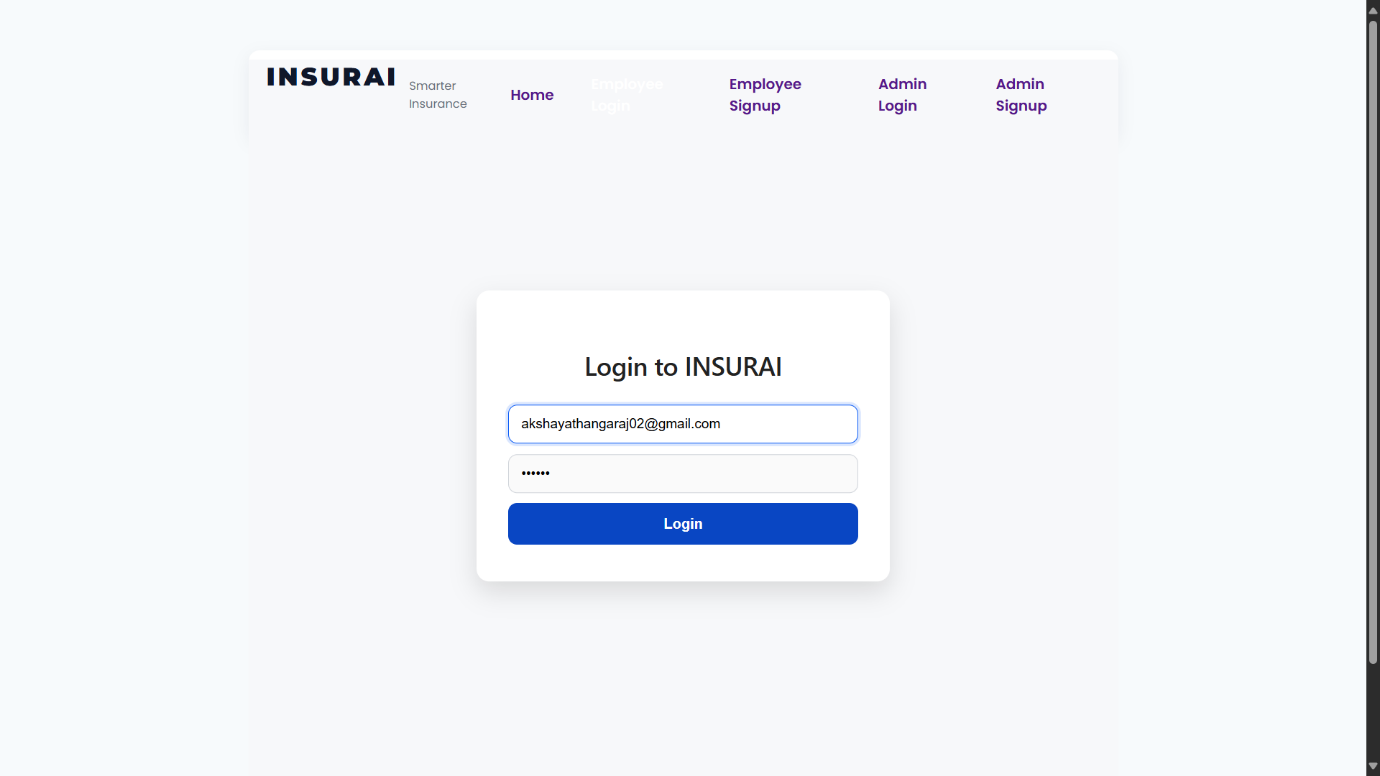 INSURAI
Smarter
Insurance
Home
Employee
Login
Employee
Signup
Admin
Login
Admin
Signup
Login to INSURAI
akshayathangaraj02@gmail.com
••••••
Login